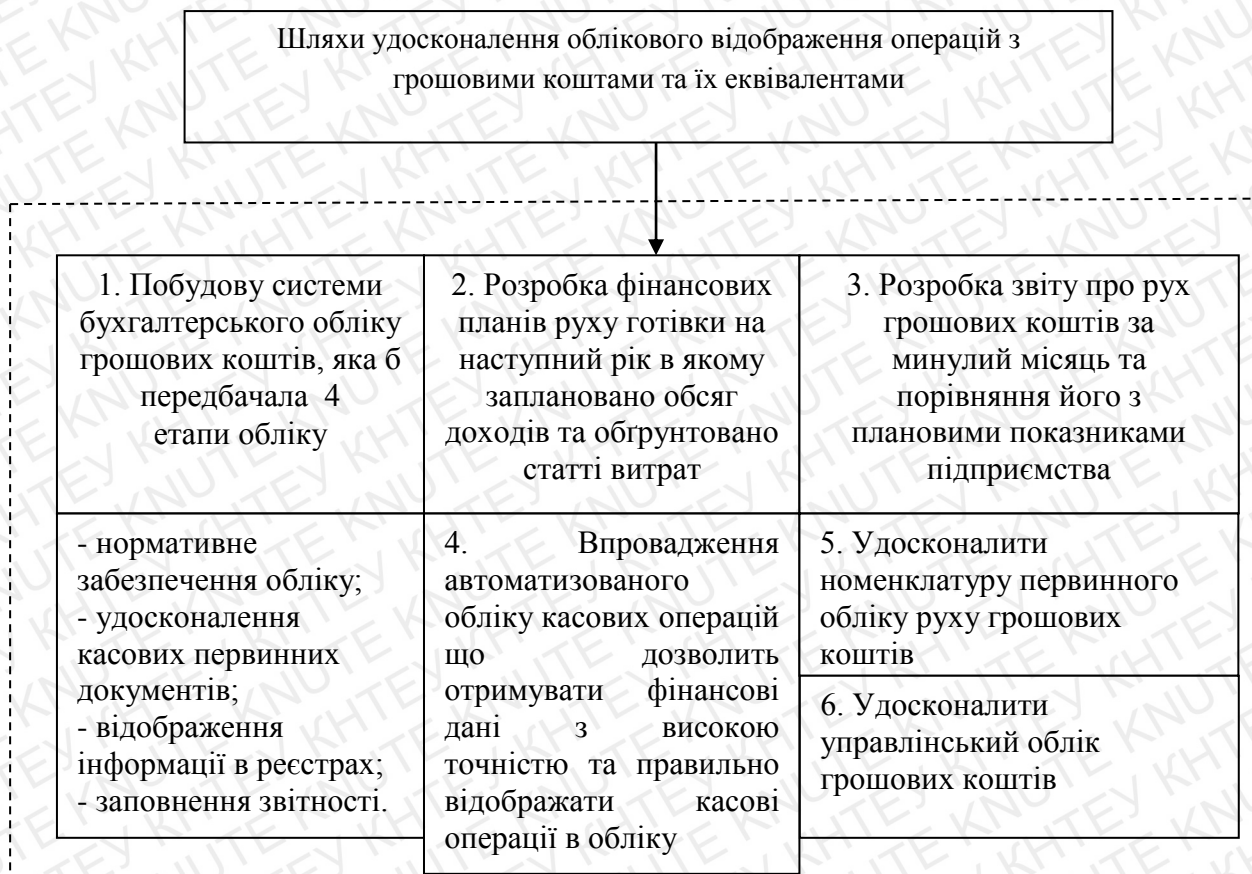 Шляхи удосконалення облікового відображення операцій з
грошовими коштами та їх еквівалентами
1. Побудову системи
бухгалтерського обліку
грошових коштів, яка б
передбачала 4
етапи обліку
2. Розробка фінансових
планів руху готівки на
наступний рік в якому
заплановано обсяг
доходів та обґрунтовано
статті витрат
3. Розробка звіту про рух
грошових коштів за
минулий місяць та
порівняння його з
плановими показниками
підприємства
- нормативне
забезпечення обліку;
- удосконалення
касових первинних
документів;
- відображення
інформації в реєстрах;
- заповнення звітності.
4. Впровадження
автоматизованого
обліку касових операцій
що дозволить
отримувати фінансові
дані з високою
точністю та правильно
відображати касові
операції в обліку
5. Удосконалити
номенклатуру первинного
обліку руху грошових
коштів
6. Удосконалити
управлінський облік
грошових коштів